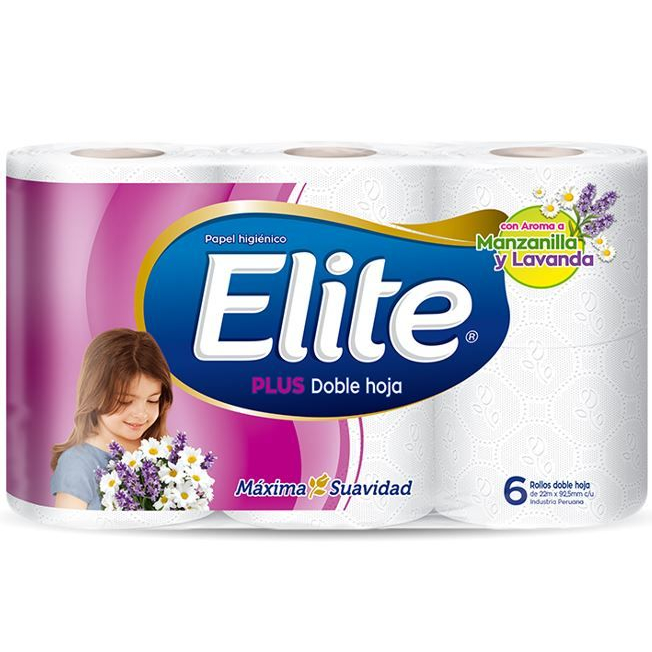 Papel higiénico
Elite®
PLUS Doble hoja
con Aroma a
Manzanilla
y Lavanda
Máxima Suavidad
6 Rollos doble hoja
de 22m x 92,5mm c/u
Industria Peruana